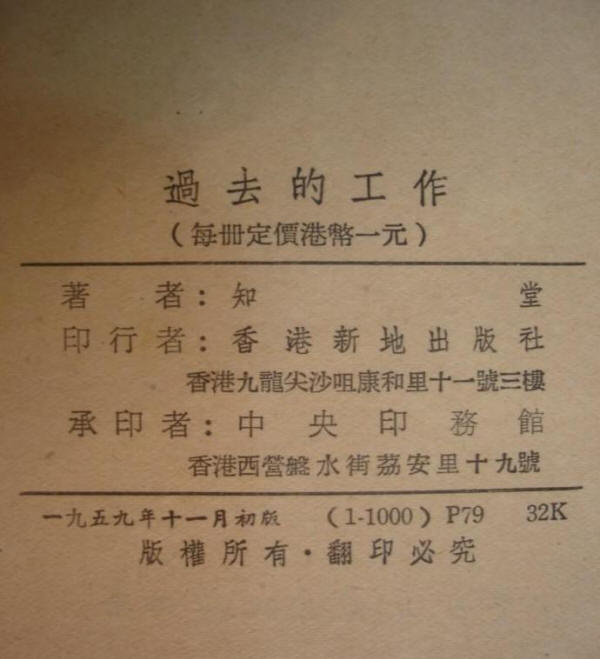 過去的工作
（每冊定價港幣一元）
著者：知堂
印行者：香港新地出版社
香港九龍尖沙咀康和里十一號三樓
承印者：中央印務館
香港西營盤水街荔安里十九號
一九五九年十一月初版 （1-1000）P79 32K
版權所有·翻印必究